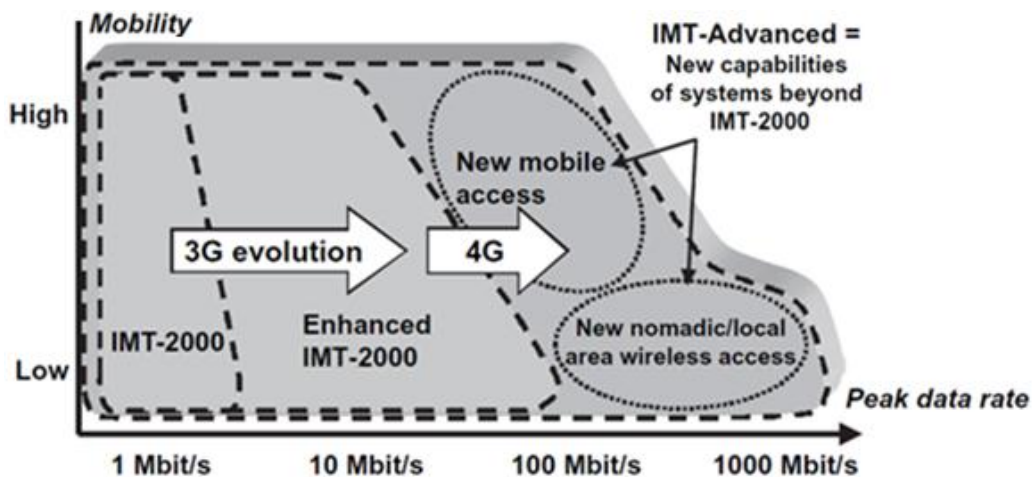 Mobility
IMT-Advanced =
New capabilities
of systems beyond
IMT-2000
High
New mobile
access
3G evolution
4G
IMT-2000
Enhanced
IMT-2000
New nomadic/local
area wireless access
Low
Peak data rate
1 Mbit/s
10 Mbit/s
100 Mbit/s
1000 Mbit/s